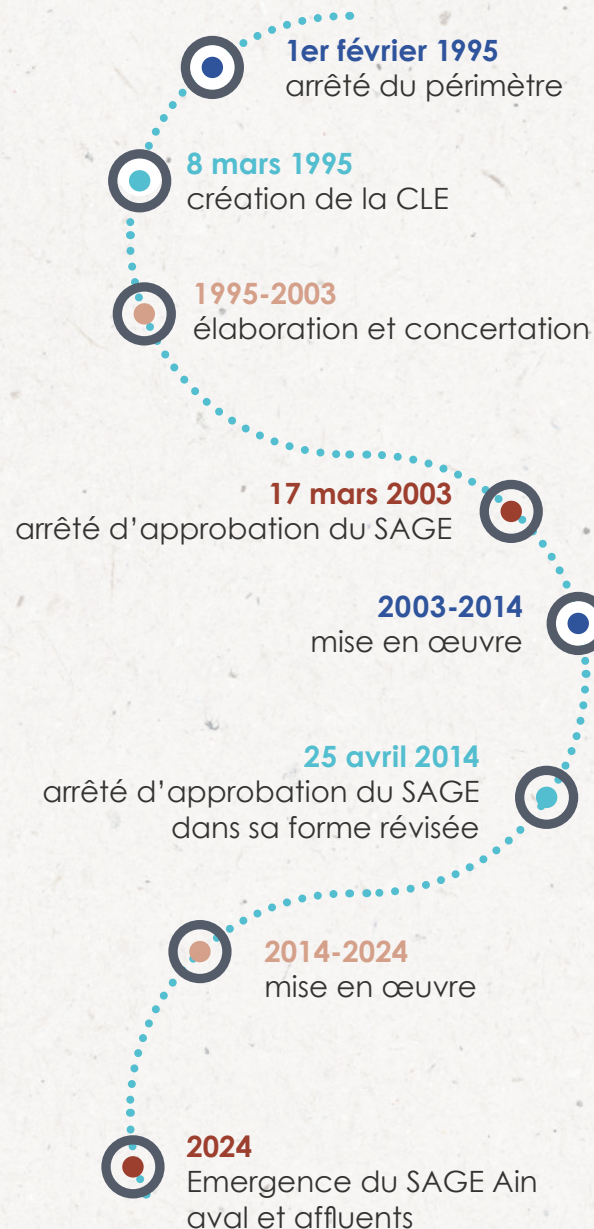 1er février 1995
arrêté du périmètre
8 mars 1995
création de la CLE
1995-2003
élaboration et concertation
17 mars 2003
arrêté d’approbation du SAGE
2003-2014
mise en œuvre
25 avril 2014
arrêté d’approbation du SAGE
dans sa forme révisée
2014-2024
mise en œuvre
2024
Emergence du SAGE Ain
aval et affluents